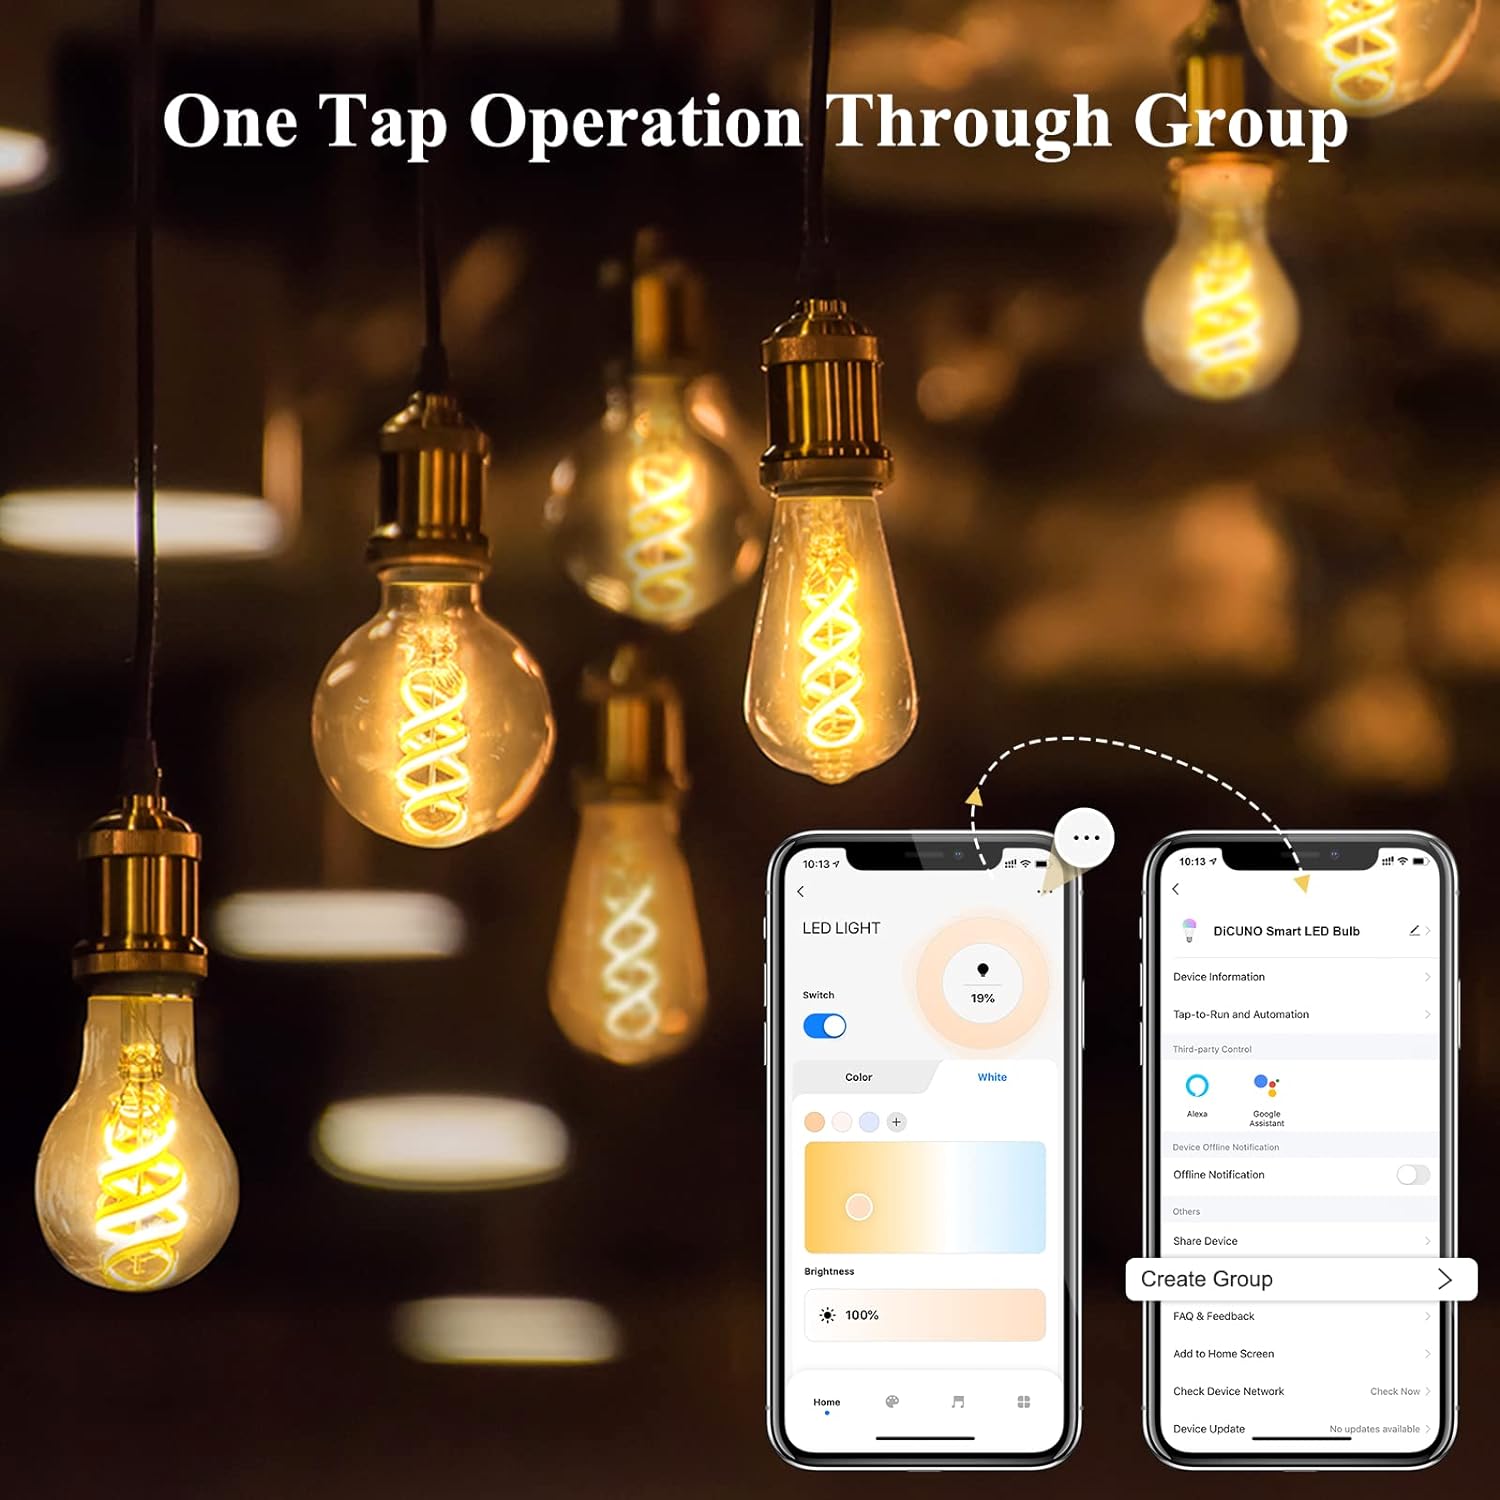 One Tap Operation Through Group
10:13
LED LIGHT
19%
Switch
Color
White
Brightness
100%
Home
10:13
DiCUNO Smart LED Bulb
Device Information
Tap-to-Run and Automation
Third-party Control
Alexa
Google
Assistant
Device Offline Notification
Offline Notification
Others
Share Device
Create Group
FAQ & Feedback
Add to Home Screen
Check Device Network Check Now
Device Update No updates available